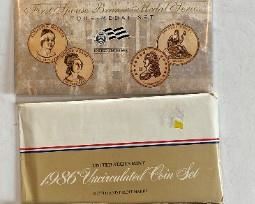 First Spouse Bronze Medal Series
FOUR-MEDAL SET
UNITED STATES MINT
1986 Uncirculated Coin Set